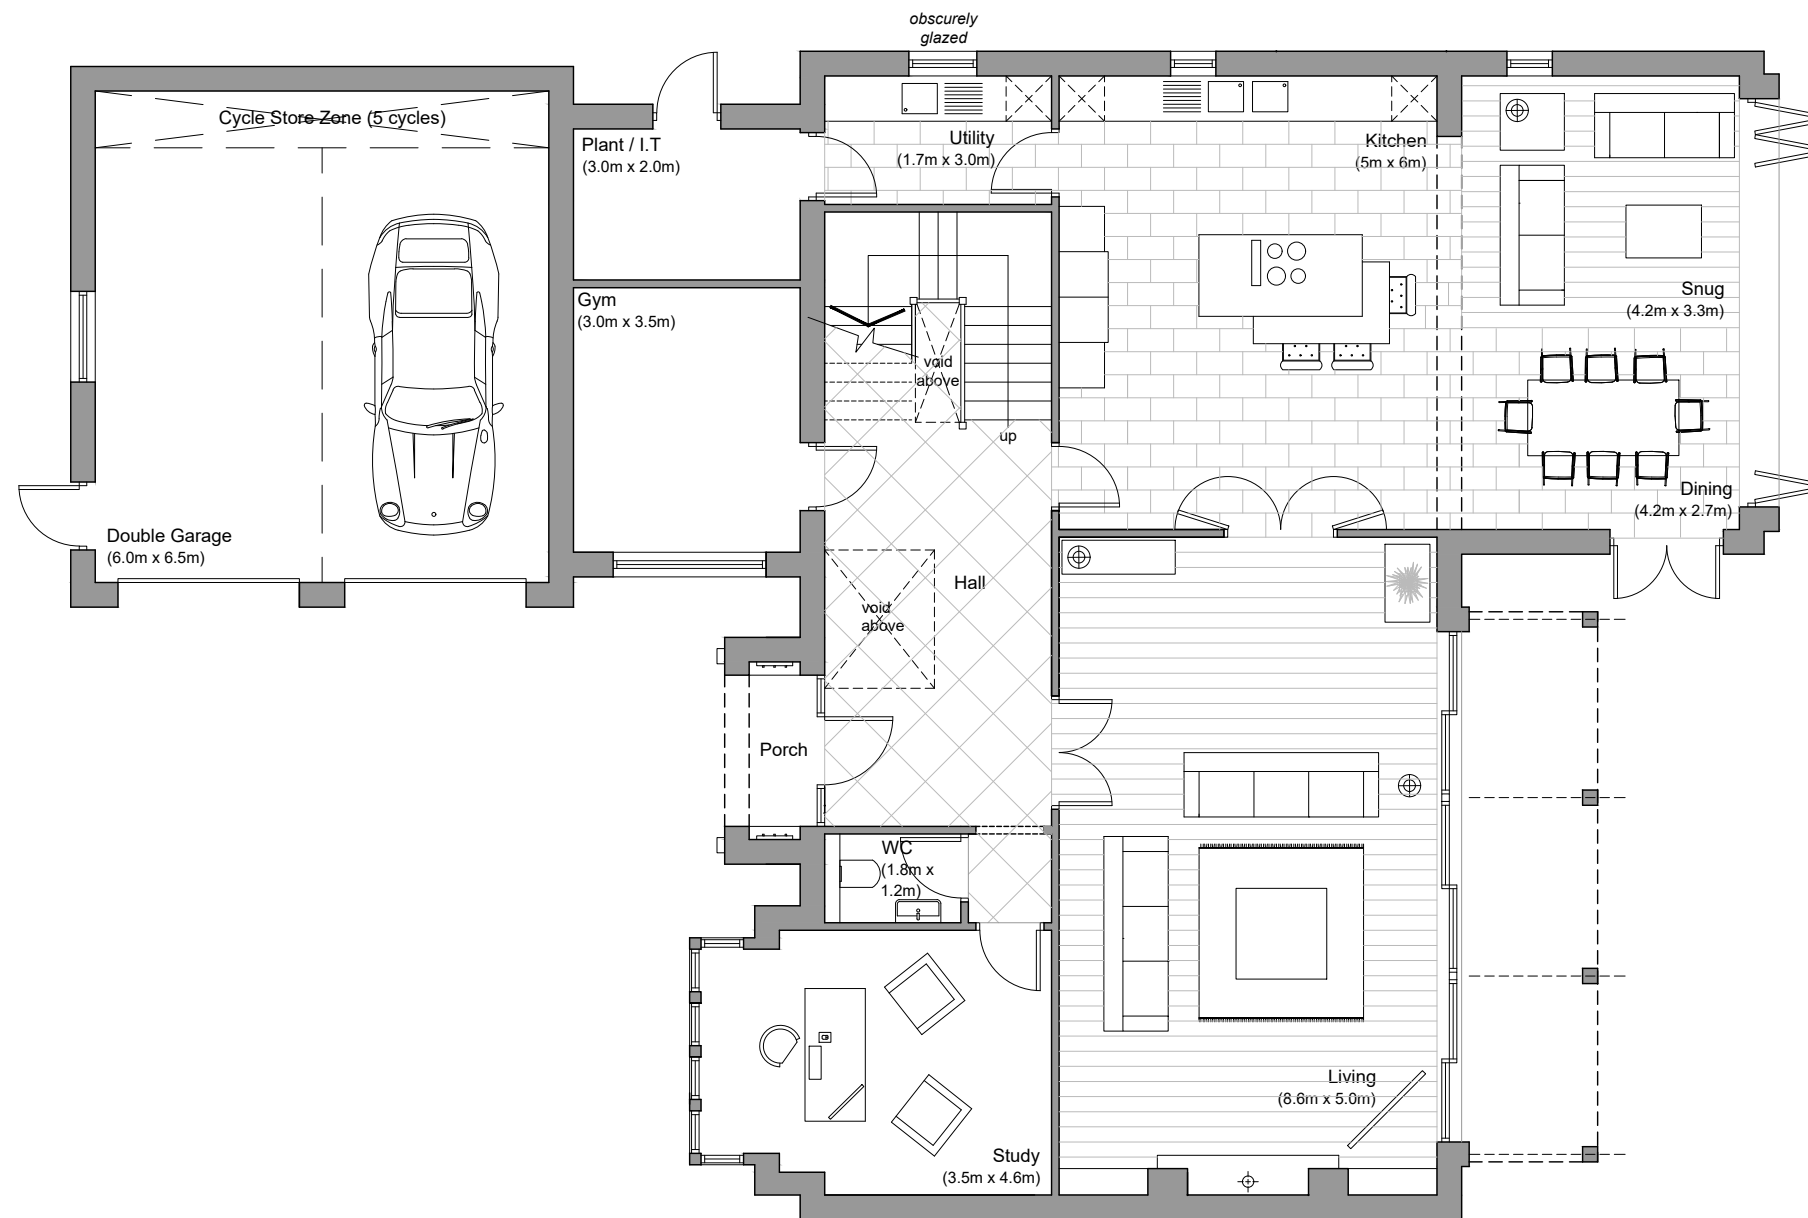 obscurely
glazed
Cycle Store Zone (5 cycles)
Plant / I.T
(3.0m x 2.0m)
Utility
(1.7m x 3.0m)
Kitchen
(5m x 6m)
Gym
(3.0m x 3.5m)
Snug
(4.2m x 3.3m)
void
above
up
Dining
(4.2m x 2.7m)
Double Garage
(6.0m x 6.5m)
Hall
void
above
Porch
WC
(1.8m x
1.2m)
Living
(8.6m x 5.0m)
Study
(3.5m x 4.6m)